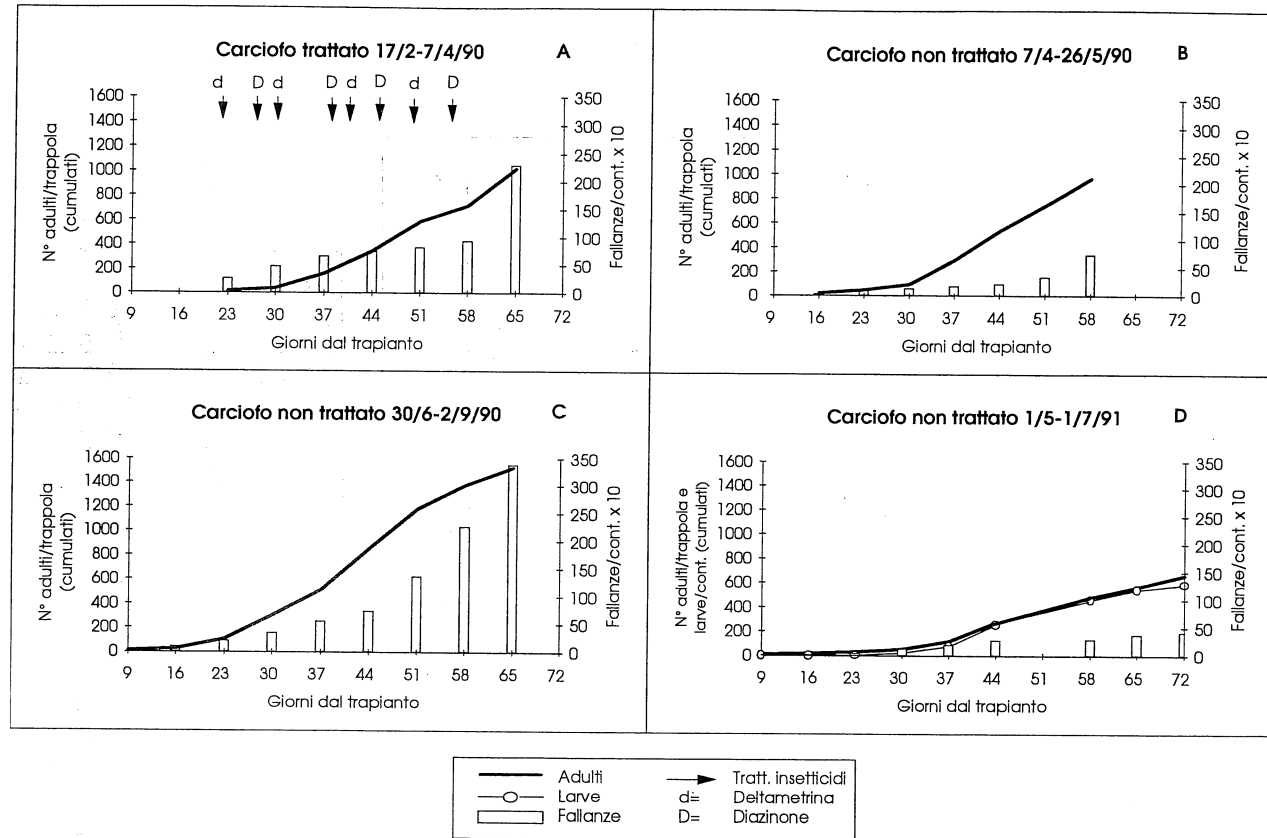 Carciofo trattato 17/2-7/4/90 A
d D d D d D d D
N° adulti/trappola
(cumulati)
1600
1400
1200
1000
800
600
400
200
0
350
300
250
200
150
100
50
0
Fallanze/cont. x 10
9 16 23 30 37 44 51 58 65 72
Giorni dal trapianto
Carciofo non trattato 7/4-26/5/90 B
N° adulti/trappola
(cumulati)
1600
1400
1200
1000
800
600
400
200
0
350
300
250
200
150
100
50
0
Fallanze/cont. x 10
9 16 23 30 37 44 51 58 65 72
Giorni dal trapianto
Carciofo non trattato 30/6-2/9/90 C
N° adulti/trappola
(cumulati)
1600
1400
1200
1000
800
600
400
200
0
350
300
250
200
150
100
50
0
Fallanze/cont. x 10
9 16 23 30 37 44 51 58 65 72
Giorni dal trapianto
Carciofo non trattato 1/5-1/7/91 D
N° adulti/trappola e
larve/cont. (cumulati)
1600
1400
1200
1000
800
600
400
200
0
350
300
250
200
150
100
50
0
Fallanze/cont. x 10
9 16 23 30 37 44 51 58 65 72
Giorni dal trapianto
Adulti Tratt. insetticidi
Larve d= Deltametrina
Fallanze D= Diazinone